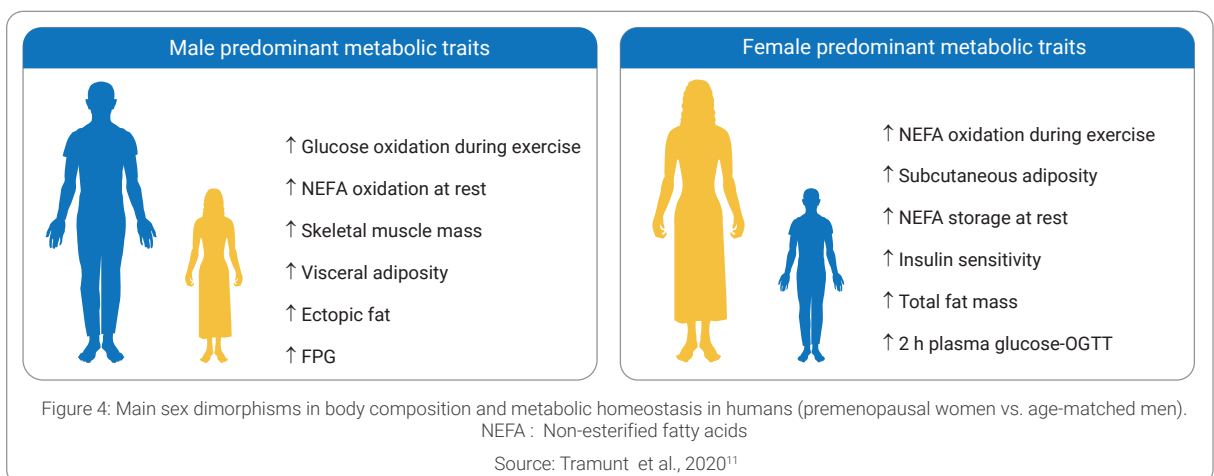 Male predominant metabolic traits
↑ Glucose oxidation during exercise
↑ NEFA oxidation at rest
↑ Skeletal muscle mass
↑ Visceral adiposity
↑ Ectopic fat
↑ FPG
Female predominant metabolic traits
↑ NEFA oxidation during exercise
↑ Subcutaneous adiposity
↑ NEFA storage at rest
↑ Insulin sensitivity
↑ Total fat mass
↑ 2 h plasma glucose-OGTT
Figure 4: Main sex dimorphisms in body composition and metabolic homeostasis in humans (premenopausal women vs. age-matched men).
NEFA : Non-esterified fatty acids
Source: Tramunt et al., 2020¹¹